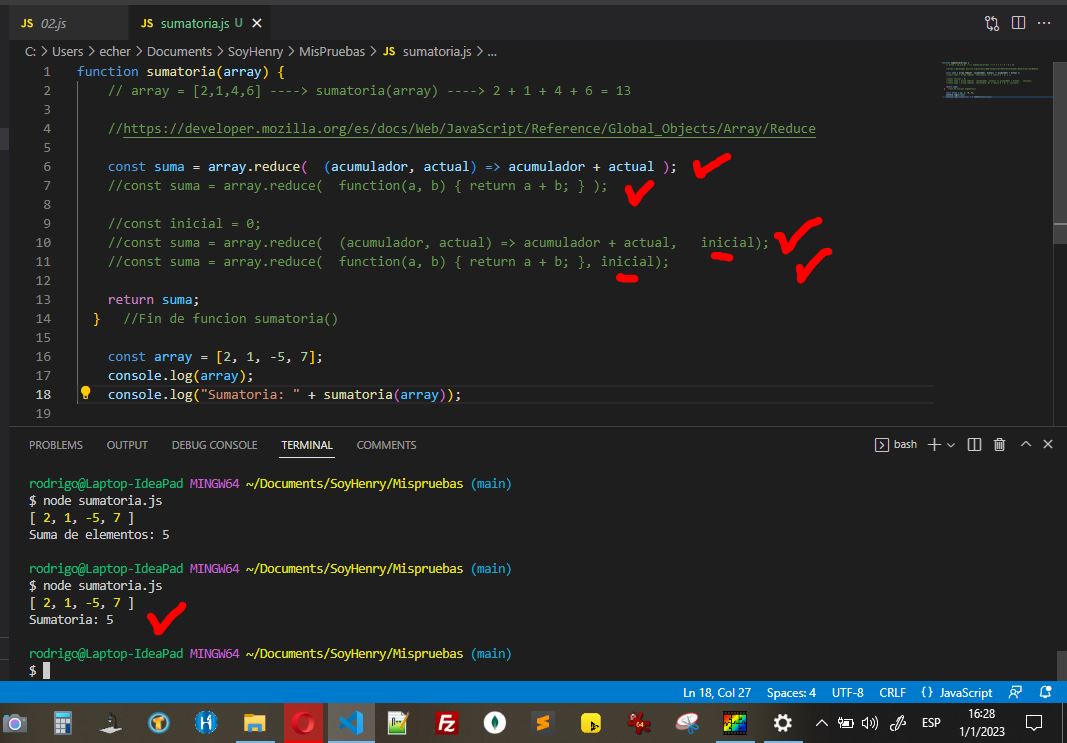 JS 02.js JS sumatoria.js U
C: > Users > echer > Documents > SoyHenry > MisPruebas > JS sumatoria.js > ...
1 function sumatoria(array) {
2 // array = [2,1,4,6] ----> sumatoria(array) ----> 2 + 1 + 4 + 6 = 13
3
4 //https://developer.mozilla.org/es/docs/Web/JavaScript/Reference/Global_Objects/Array/Reduce
5
6 const suma = array.reduce( (acumulador, actual) => acumulador + actual );
7 //const suma = array.reduce( function(a, b) { return a + b; } );
8
9 //const inicial = 0;
10 //const suma = array.reduce( (acumulador, actual) => acumulador + actual, inicial);
11 //const suma = array.reduce( function(a, b) { return a + b; }, inicial);
12
13 return suma;
14 } //Fin de funcion sumatoria()
15
16 const array = [2, 1, -5, 7];
17 console.log(array);
18 console.log("Sumatoria: " + sumatoria(array));
19
PROBLEMS OUTPUT DEBUG CONSOLE TERMINAL COMMENTS bash
rodrigo@Laptop-IdeaPad MINGW64 ~/Documents/SoyHenry/Mispruebas (main)
$ node sumatoria.js
[ 2, 1, -5, 7 ]
Suma de elementos: 5
rodrigo@Laptop-IdeaPad MINGW64 ~/Documents/SoyHenry/Mispruebas (main)
$ node sumatoria.js
[ 2, 1, -5, 7 ]
Sumatoria: 5
rodrigo@Laptop-IdeaPad MINGW64 ~/Documents/SoyHenry/Mispruebas (main)
$
Ln 18, Col 27 Spaces: 4 UTF-8 CRLF {} JavaScript
ESP 16:28
1/1/2023